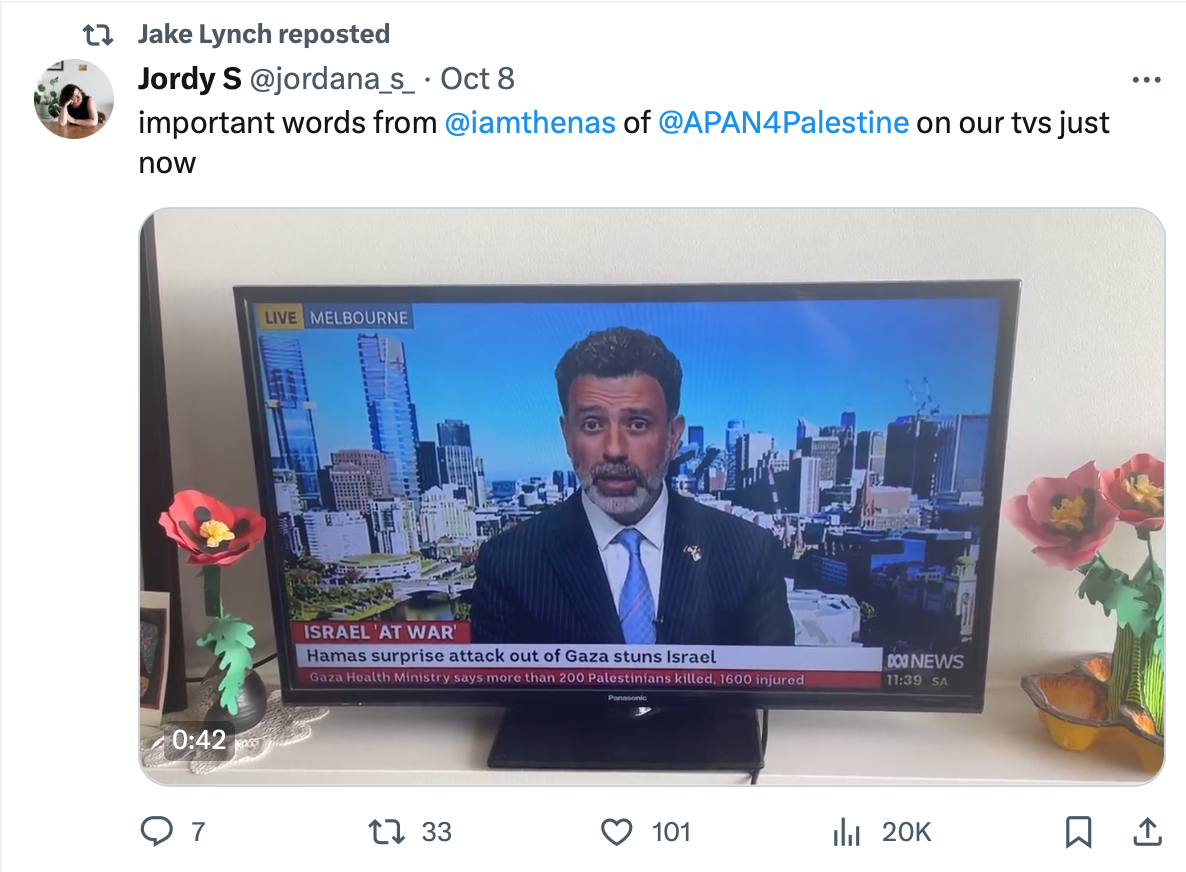 Jake Lynch reposted
Jordy S @jordana_s_ · Oct 8
important words from @iamthenas of @APAN4Palestine on our tvs just
now
LIVE MELBOURNE
ISRAEL 'AT WAR'
Hamas surprise attack out of Gaza stuns Israel
NEWS
Gaza Health Ministry says more than 200 Palestinians killed, 1600 injured
11:39 SA
Panasonic
0:42
7 33 101 20K